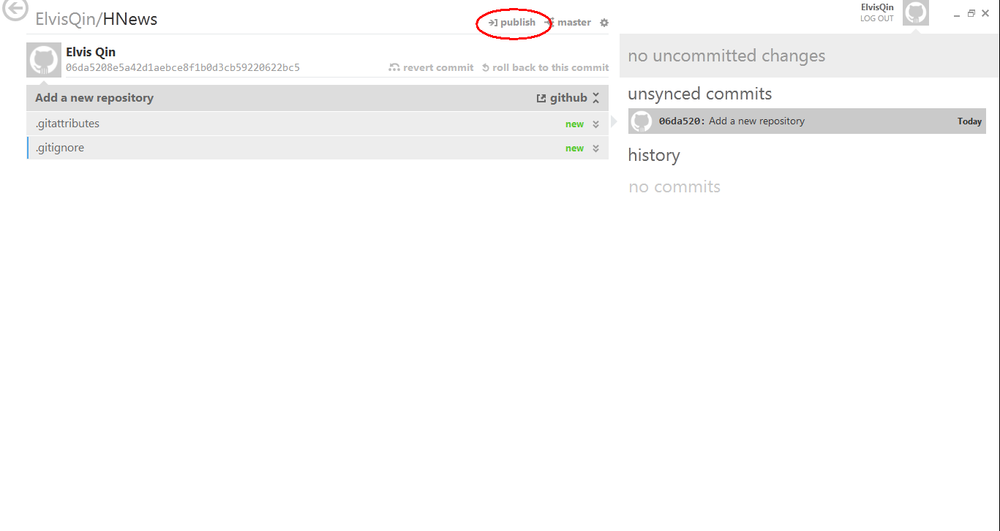 ElvisQin/HNews
publish
master
ElvisQin
LOG OUT
Elvis Qin
06da5208e5a42d1aebce8f1b0d3cb59220622bc5
revert commit
roll back to this commit
Add a new repository
github
.gitattributes
new
.gitignore
new
no uncommitted changes
unsynced commits
06da520: Add a new repository
Today
history
no commits